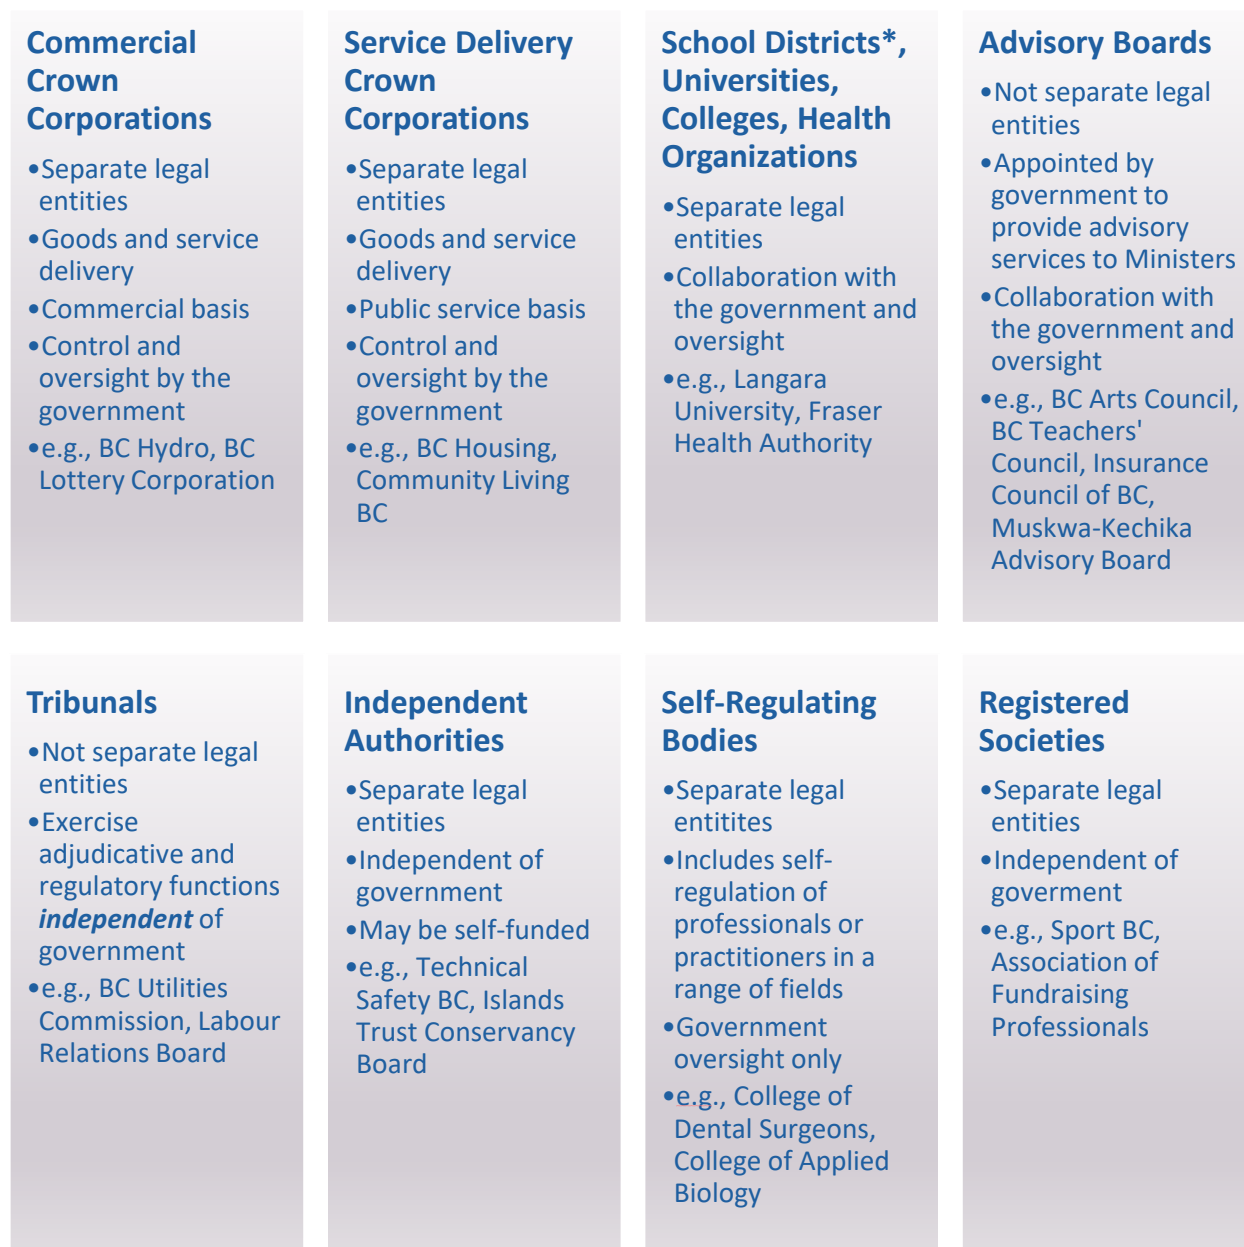 Commercial
Crown
Corporations
•Separate legal
entities
•Goods and service
delivery
•Commercial basis
•Control and
oversight by the
government
•e.g., BC Hydro, BC
Lottery Corporation
Service Delivery
Crown
Corporations
•Separate legal
entities
•Goods and service
delivery
•Public service basis
•Control and
oversight by the
government
•e.g., BC Housing,
Community Living
BC
School Districts*,
Universities,
Colleges, Health
Organizations
•Separate legal
entities
•Collaboration with
the government and
oversight
•e.g., Langara
University, Fraser
Health Authority
Advisory Boards
•Not separate legal
entities
•Appointed by
government to
provide advisory
services to Ministers
•Collaboration with
the government and
oversight
•e.g., BC Arts Council,
BC Teachers'
Council, Insurance
Council of BC,
Muskwa-Kechika
Advisory Board
Tribunals
•Not separate legal
entities
•Exercise
adjudicative and
regulatory functions
independent of
government
•e.g., BC Utilities
Commission, Labour
Relations Board
Independent
Authorities
•Separate legal
entities
•Independent of
government
•May be self-funded
•e.g., Technical
Safety BC, Islands
Trust Conservancy
Board
Self-Regulating
Bodies
•Separate legal
entitites
•Includes self-
regulation of
professionals or
practitioners in a
range of fields
•Government
oversight only
•e.g., College of
Dental Surgeons,
College of Applied
Biology
Registered
Societies
•Separate legal
entities
•Independent of
goverment
•e.g., Sport BC,
Association of
Fundraising
Professionals